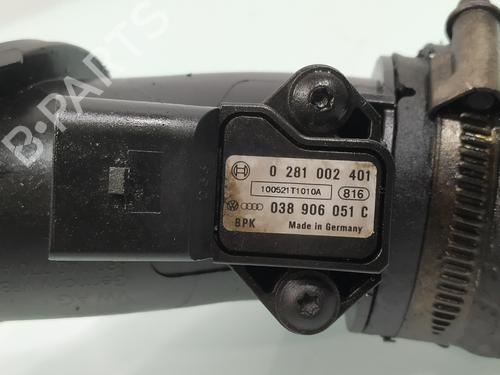 B-PARTS
0 281 002 401
100521T1010A 816
038 906 051 C
BPK Made in Germany